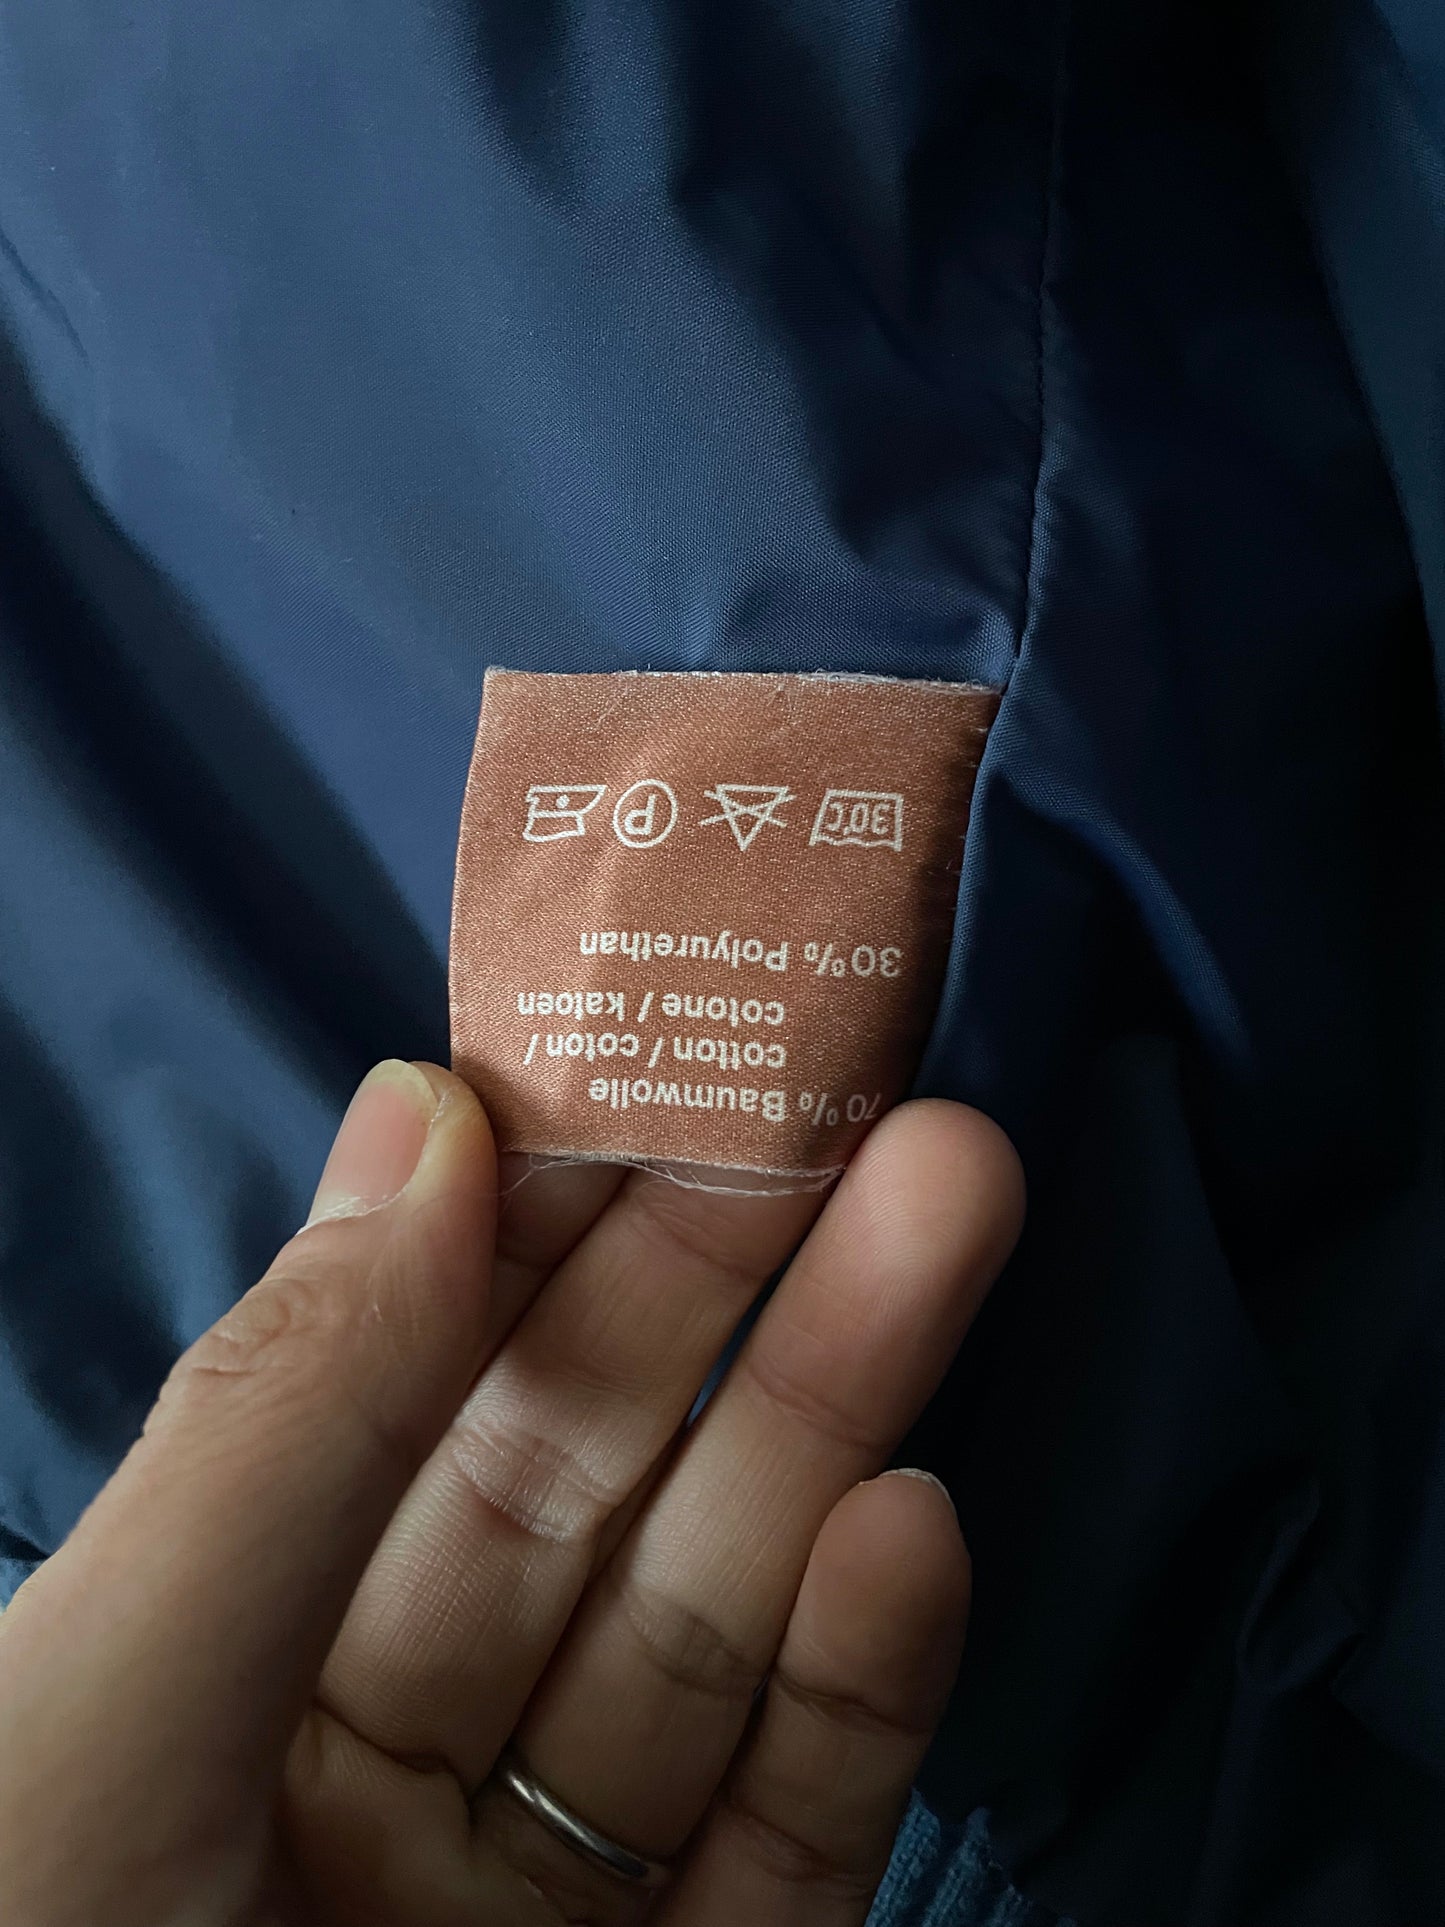 70% Baumwolle
cotton / coton /
cotone / katoen
30% Polyurethan
30°C P